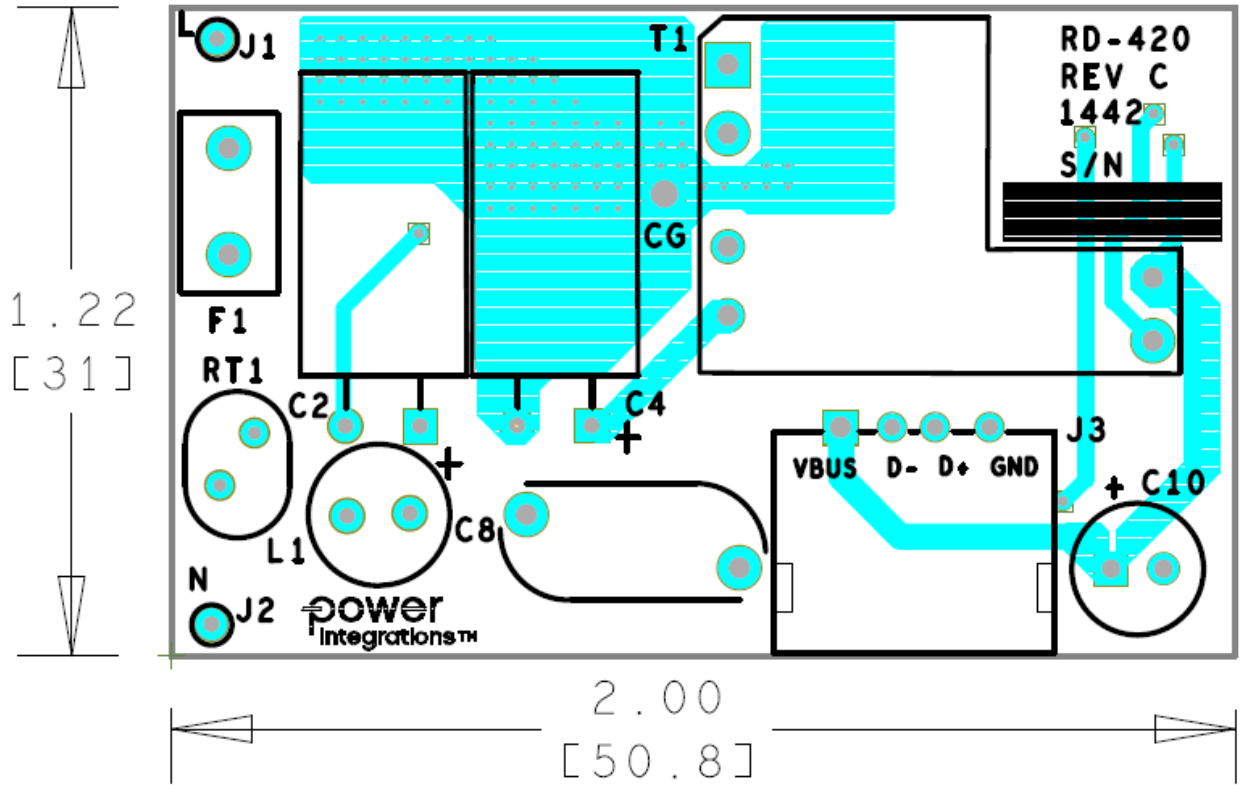 L
J1
T1
RD-420
REV C
1442
S/N
CG
F1
1.22
[31]
RT1
C2
+
C4
+
J3
VBUS D- D+ GND
+ C10
C8
L1
N
J2
power
integrations™
2.00
[50.8]